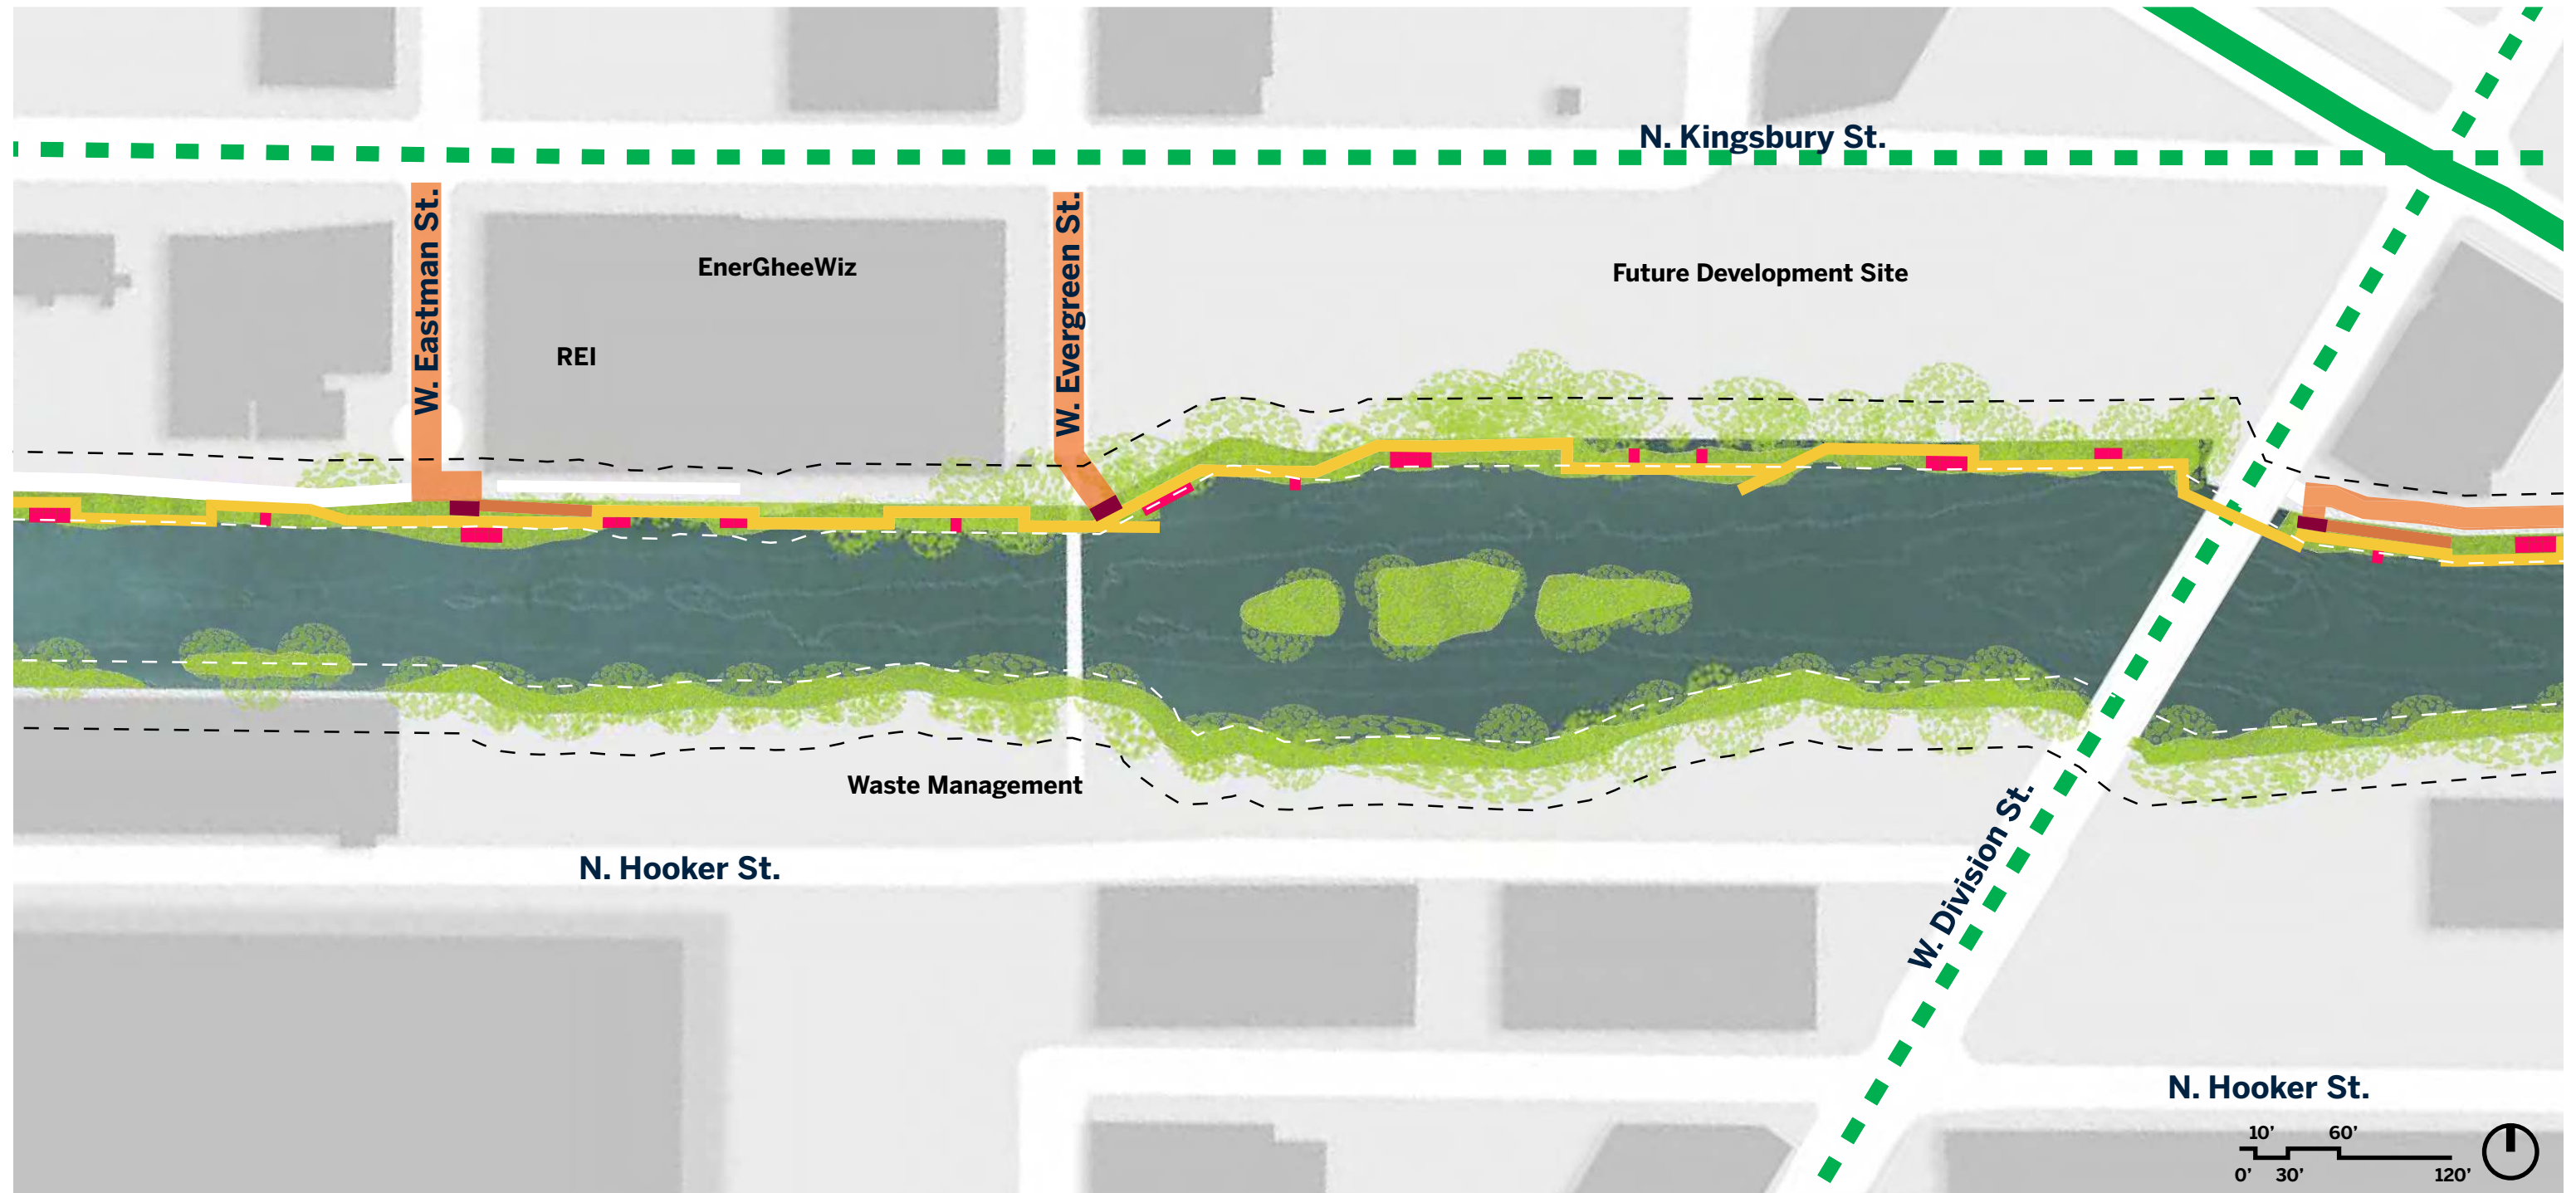 N. Kingsbury St.
W. Eastman St.
W. Evergreen St.
EnerGheeWiz
Future Development Site
REI
Waste Management
N. Hooker St.
W. Division St.
N. Hooker St.
10’ 60’
0’ 30’ 120’